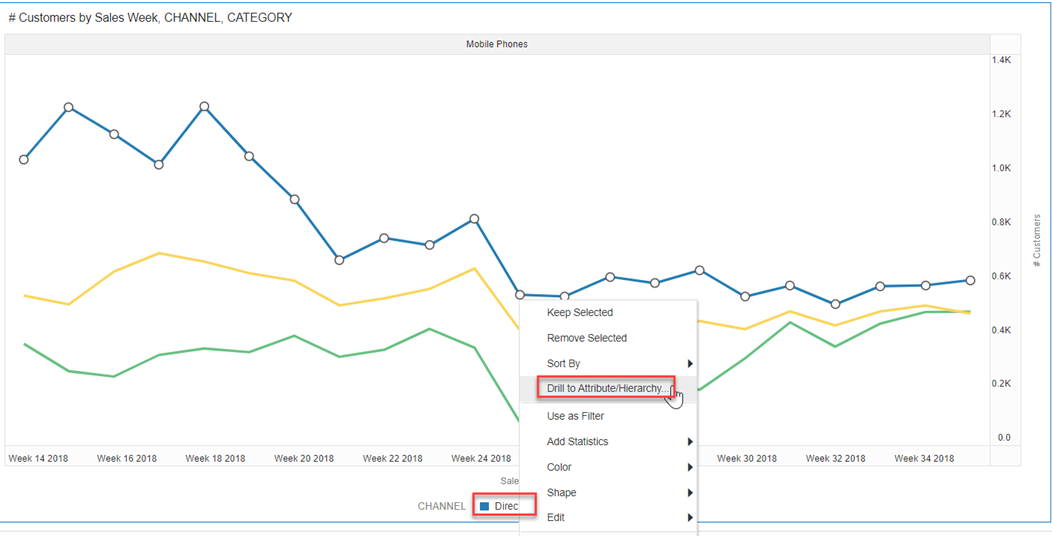 # Customers by Sales Week, CHANNEL, CATEGORY
Mobile Phones
1.4K
1.2K
1.0K
0.8K
0.6K
0.4K
0.2K
0.0
# Customers
Keep Selected
Remove Selected
Sort By
Drill to Attribute/Hierarchy...
Use as Filter
Add Statistics
Color
Shape
Edit
Week 14 2018 Week 16 2018 Week 18 2018 Week 20 2018 Week 22 2018 Week 24 2018 Week 30 2018 Week 32 2018 Week 34 2018
Sale
CHANNEL Direc